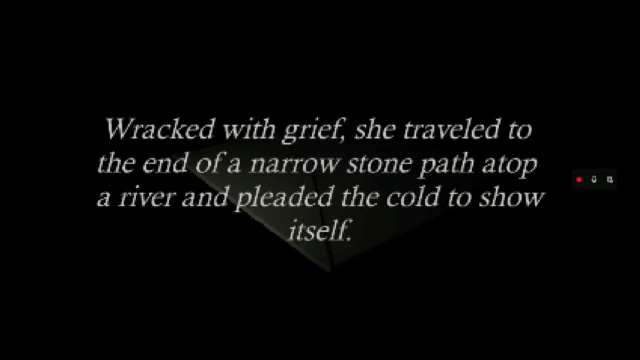 Wracked with grief, she traveled to
the end of a narrow stone path atop
a river and pleaded the cold to show
itself.